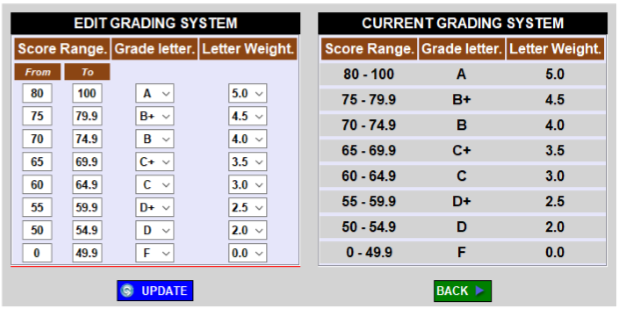 EDIT GRADING SYSTEM
Score Range. Grade letter. Letter Weight.
From To
80 100 A 5.0
75 79.9 B+ 4.5
70 74.9 B 4.0
65 69.9 C+ 3.5
60 64.9 C 3.0
55 59.9 D+ 2.5
50 54.9 D 2.0
0 49.9 F 0.0
UPDATE
CURRENT GRADING SYSTEM
Score Range. Grade letter. Letter Weight.
80 - 100 A 5.0
75 - 79.9 B+ 4.5
70 - 74.9 B 4.0
65 - 69.9 C+ 3.5
60 - 64.9 C 3.0
55 - 59.9 D+ 2.5
50 - 54.9 D 2.0
0 - 49.9 F 0.0
BACK